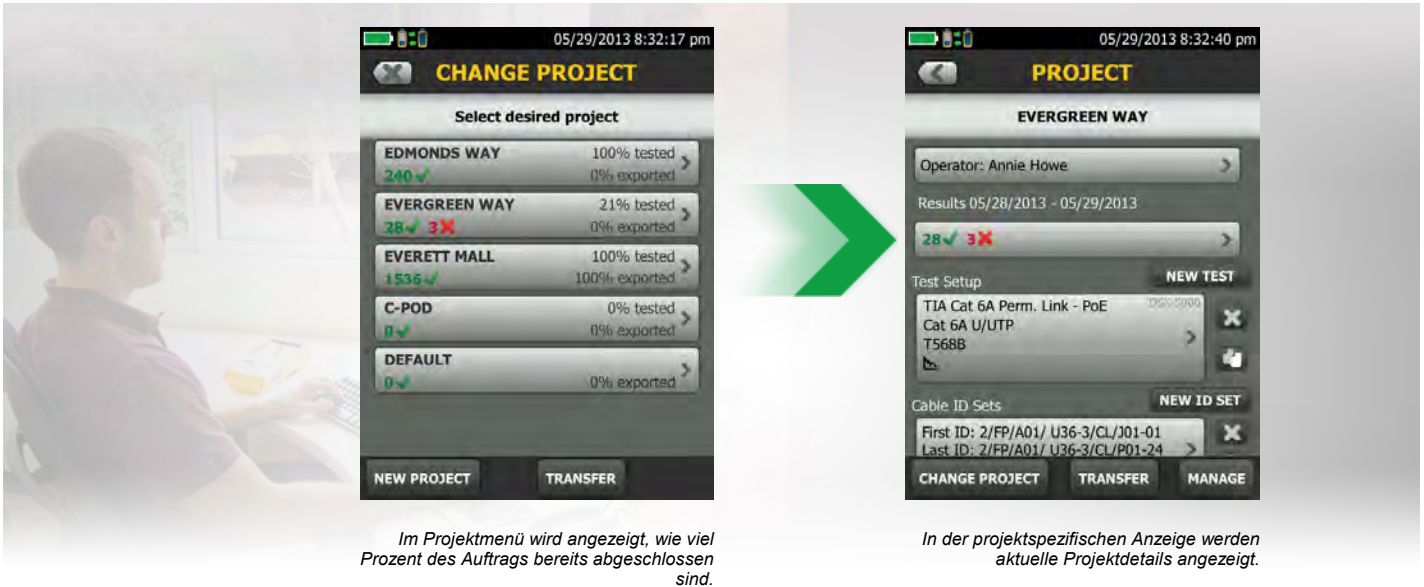 05/29/2013 8:32:17 pm
CHANGE PROJECT
Select desired project
EDMONDS WAY 100% tested
240 0% exported
EVERGREEN WAY 21% tested
28 3 0% exported
EVERETT MALL 100% tested
1536 100% exported
C-POD 0% tested
0 0% exported
DEFAULT
0 0% exported
NEW PROJECT TRANSFER
Im Projektmenü wird angezeigt, wie viel
Prozent des Auftrags bereits abgeschlossen
sind.
05/29/2013 8:32:40 pm
PROJECT
EVERGREEN WAY
Operator: Annie Howe
Results 05/28/2013 - 05/29/2013
28 3
Test Setup NEW TEST
TIA Cat 6A Perm. Link - PoE DSX-5000
Cat 6A U/UTP
T568B
Cable ID Sets NEW ID SET
First ID: 2/FP/A01/ U36-3/CL/J01-01
Last ID: 2/FP/A01/ U36-3/CL/P01-24
CHANGE PROJECT TRANSFER MANAGE
In der projektspezifischen Anzeige werden
aktuelle Projektdetails angezeigt.